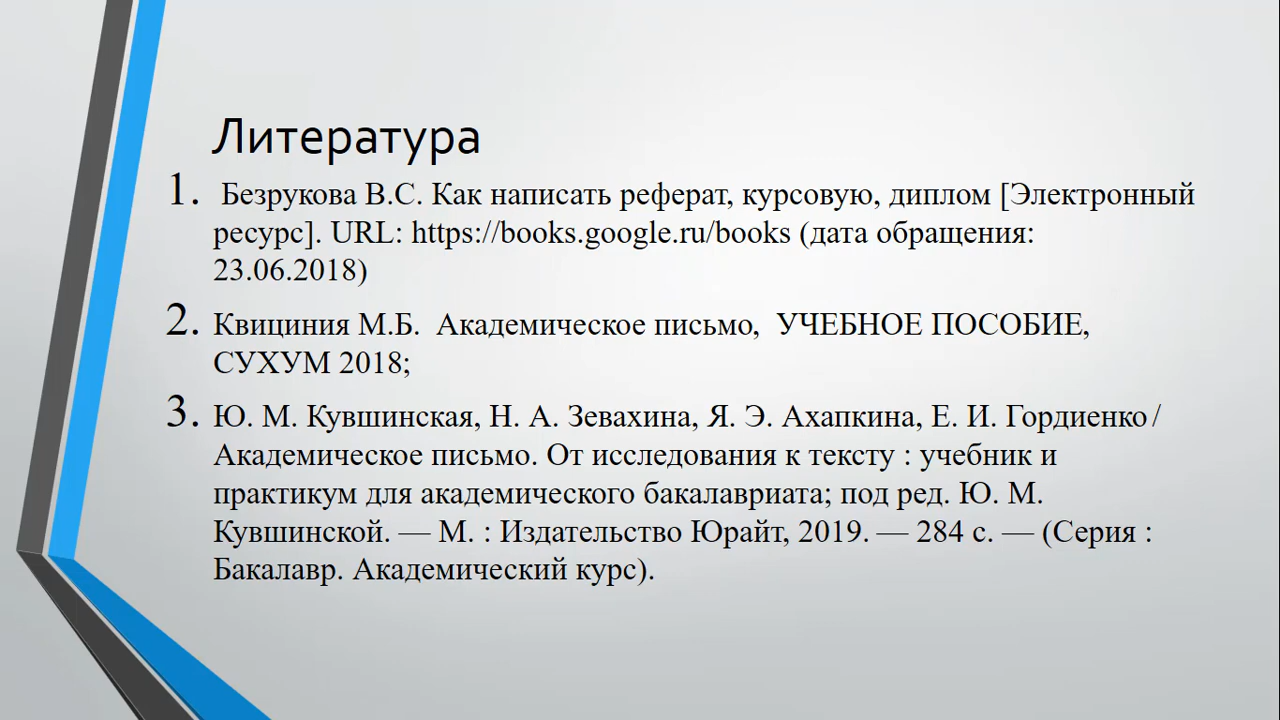 Литература
1. Безрукова В.С. Как написать реферат, курсовую, диплом [Электронный
ресурс]. URL: https://books.google.ru/books (дата обращения:
23.06.2018)
2. Квициния М.Б. Академическое письмо, УЧЕБНОЕ ПОСОБИЕ,
СУХУМ 2018;
3. Ю. М. Кувшинская, Н. А. Зевахина, Я. Э. Ахапкина, Е. И. Гордиенко /
Академическое письмо. От исследования к тексту : учебник и
практикум для академического бакалавриата; под ред. Ю. М.
Кувшинской. — М. : Издательство Юрайт, 2019. — 284 с. — (Серия :
Бакалавр. Академический курс).